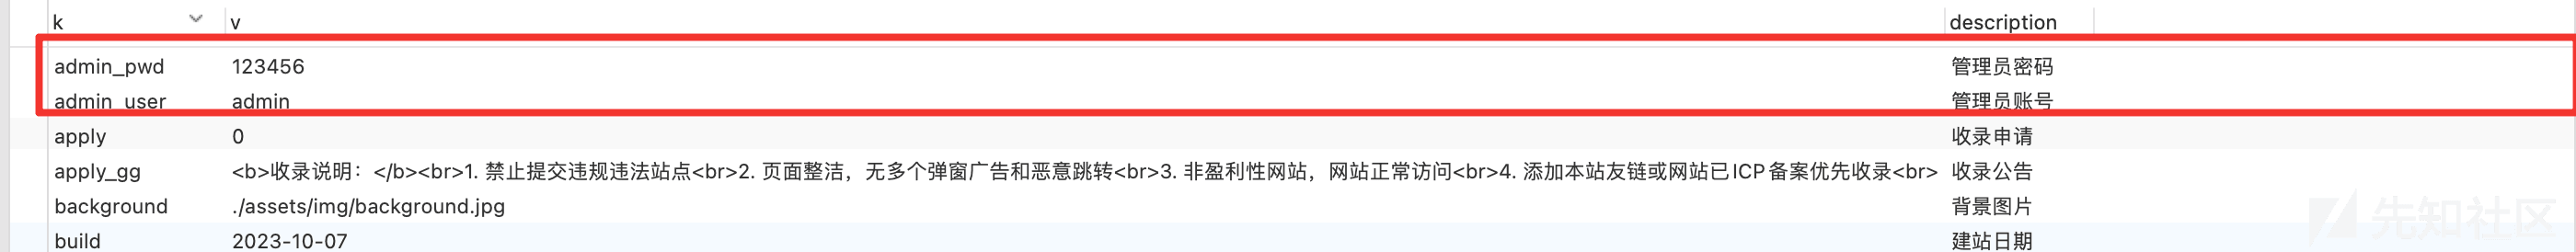 k v description
admin_pwd 123456 管理员密码
admin_user admin 管理员账号
apply 0 收录申请
apply_gg <b>收录说明：</b><br>1. 禁止提交违规违法站点<br>2. 页面整洁，无多个弹窗广告和恶意跳转<br>3. 非盈利性网站，网站正常访问<br>4. 添加本站友链或网站已ICP备案优先收录<br> 收录公告
background ./assets/img/background.jpg 背景图片
build 2023-10-07 建站日期
先知社区